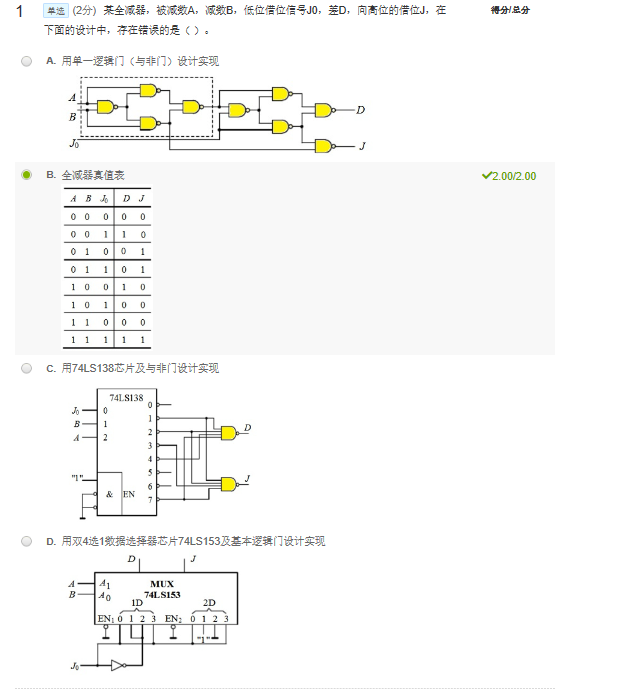 1 单选 (2分) 某全减器，被减数A，减数B，低位借位信号J0，差D，向高位的借位J，在 得分/总分
下面的设计中，存在错误的是（ ）。
A. 用单一逻辑门（与非门）设计实现
A
B
D
J₀
J
B. 全减器真值表 2.00/2.00
A B J₀ D J
0 0 0 0 0
0 0 1 1 0
0 1 0 0 1
0 1 1 0 1
1 0 0 1 0
1 0 1 0 0
1 1 0 0 0
1 1 1 1 1
C. 用74LS138芯片及与非门设计实现
74LS138
J₀ 0 0
B 1 1
A 2 2
D
3
4
"1" 5
J
6
& EN 7
D. 用双4选1数据选择器芯片74LS153及基本逻辑门设计实现
D J
A A₁ MUX
B A₀ 74LS153
1D 2D
EN₁ 0 1 2 3 EN₂ 0 1 2 3
"1"
J₀